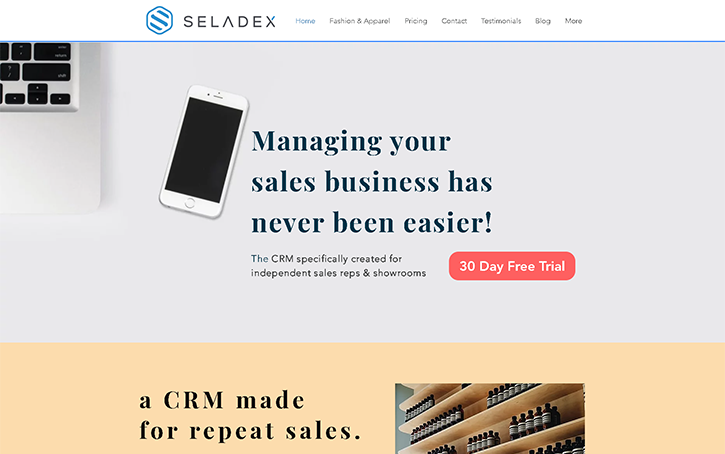 SELADEX
Home Fashion & Apparel Pricing Contact Testimonials Blog More
Managing your
sales business has
never been easier!
The CRM specifically created for
independent sales reps & showrooms
30 Day Free Trial
a CRM made
for repeat sales.